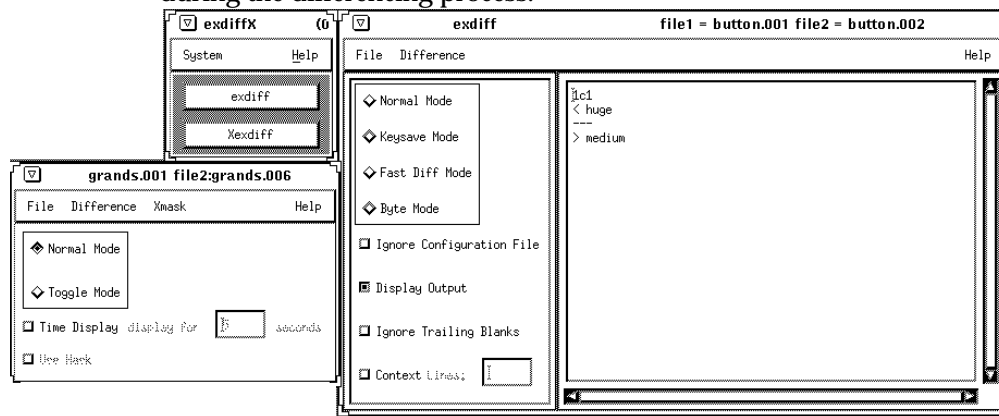 during the differenting process.
exdiffX (0
System Help
exdiff
Xexdiff
exdiff file1 = button.001 file2 = button.002
File Difference Help
Normal Mode
Keysave Mode
Fast Diff Mode
Byte Mode
Ignore Configuration File
Display Output
Ignore Trailing Blanks
Context Lines:
1c1
< huge
---
> medium
grands.001 file2:grands.006
File Difference Xmask Help
Normal Mode
Toggle Mode
Time Display display for 5 seconds
Use Mask